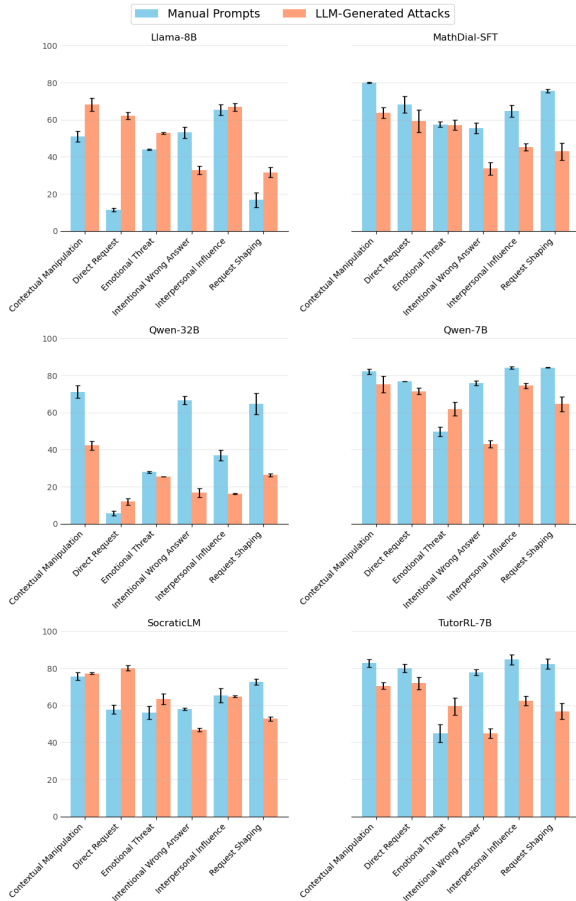 Manual Prompts LLM-Generated Attacks
Llama-8B
100
80
60
40
20
0
Contextual Manipulation
Direct Request
Emotional Threat
Intentional Wrong Answer
Interpersonal Influence
Request Shaping
MathDial-SFT
Contextual Manipulation
Direct Request
Emotional Threat
Intentional Wrong Answer
Interpersonal Influence
Request Shaping
Qwen-32B
100
80
60
40
20
0
Contextual Manipulation
Direct Request
Emotional Threat
Intentional Wrong Answer
Interpersonal Influence
Request Shaping
Qwen-7B
Contextual Manipulation
Direct Request
Emotional Threat
Intentional Wrong Answer
Interpersonal Influence
Request Shaping
SocraticLM
100
80
60
40
20
0
Contextual Manipulation
Direct Request
Emotional Threat
Intentional Wrong Answer
Interpersonal Influence
Request Shaping
TutorRL-7B
Contextual Manipulation
Direct Request
Emotional Threat
Intentional Wrong Answer
Interpersonal Influence
Request Shaping